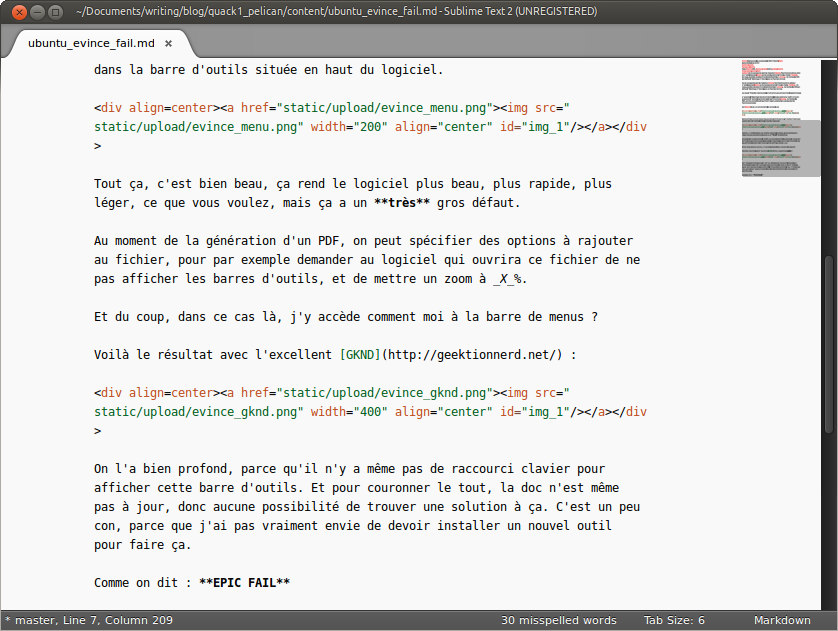 ~/Documents/writing/blog/quack1_pelican/content/ubuntu_evince_fail.md - Sublime Text 2 (UNREGISTERED)
ubuntu_evince_fail.md ×
dans la barre d'outils située en haut du logiciel.
<div align=center><a href="static/upload/evince_menu.png"><img src="
static/upload/evince_menu.png" width="200" align="center" id="img_1"/></a></div
>
Tout ça, c'est bien beau, ça rend le logiciel plus beau, plus rapide, plus
léger, ce que vous voulez, mais ça a un **très** gros défaut.
Au moment de la génération d'un PDF, on peut spécifier des options à rajouter
au fichier, pour par exemple demander au logiciel qui ouvrira ce fichier de ne
pas afficher les barres d'outils, et de mettre un zoom à _X_%.
Et du coup, dans ce cas là, j'y accède comment moi à la barre de menus ?
Voilà le résultat avec l'excellent [GKND](http://geektionnerd.net/) :
<div align=center><a href="static/upload/evince_gknd.png"><img src="
static/upload/evince_gknd.png" width="400" align="center" id="img_1"/></a></div
>
On l'a bien profond, parce qu'il n'y a même pas de raccourci clavier pour
afficher cette barre d'outils. Et pour couronner le tout, la doc n'est même
pas à jour, donc aucune possibilité de trouver une solution à ça. C'est un peu
con, parce que j'ai pas vraiment envie de devoir installer un nouvel outil
pour faire ça.
Comme on dit : **EPIC FAIL**
* master, Line 7, Column 209 30 misspelled words Tab Size: 6 Markdown